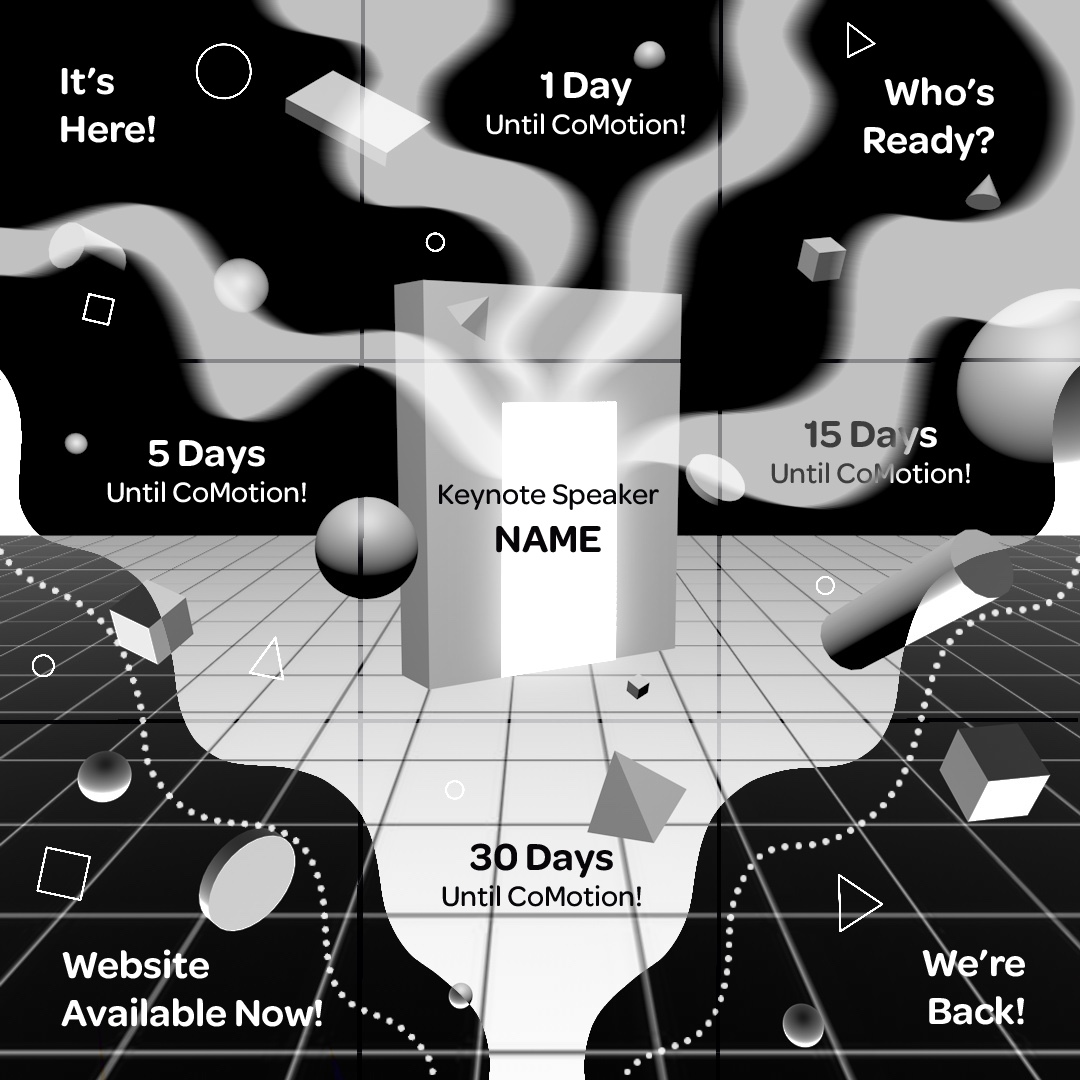 It's
Here!
1 Day
Until CoMotion!
Who's
Ready?
5 Days
Until CoMotion!
Keynote Speaker
NAME
15 Days
Until CoMotion!
Website
Available Now!
30 Days
Until CoMotion!
We're
Back!